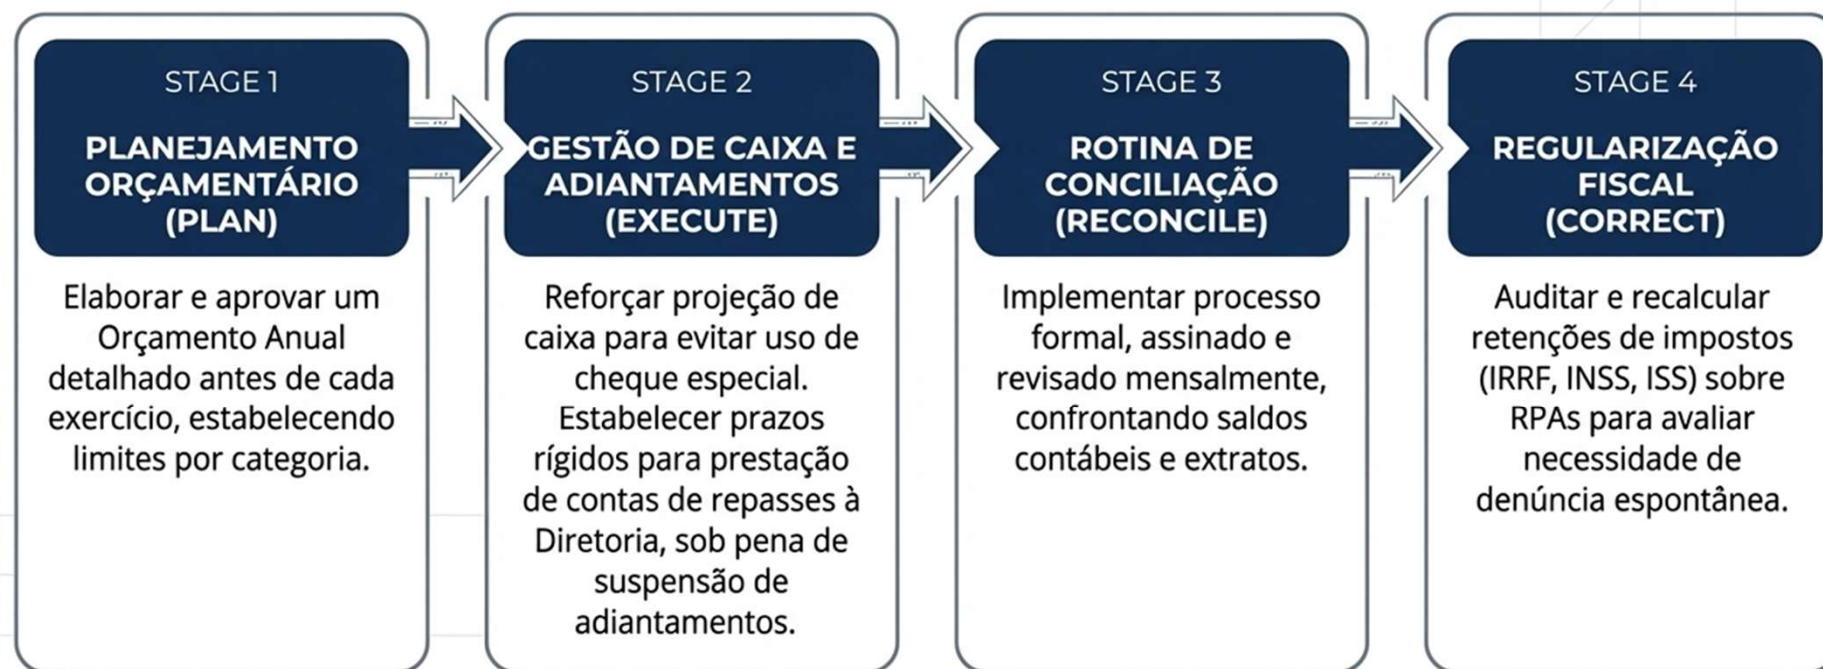 STAGE 1
PLANEJAMENTO
ORÇAMENTÁRIO
(PLAN)
Elaborar e aprovar um
Orçamento Anual
detalhado antes de cada
exercício, estabelecendo
limites por categoria.
STAGE 2
GESTÃO DE CAIXA E
ADIANTAMENTOS
(EXECUTE)
Reforçar projeção de
caixa para evitar uso de
cheque especial.
Estabelecer prazos
rígidos para prestação
de contas de repasses à
Diretoria, sob pena de
suspensão de
adiantamentos.
STAGE 3
ROTINA DE
CONCILIAÇÃO
(RECONCILE)
Implementar processo
formal, assinado e
revisado mensalmente,
confrontando saldos
contábeis e extratos.
STAGE 4
REGULARIZAÇÃO
FISCAL
(CORRECT)
Auditar e recalcular
retenções de impostos
(IRRF, INSS, ISS) sobre
RPAs para avaliar
necessidade de
denúncia espontânea.